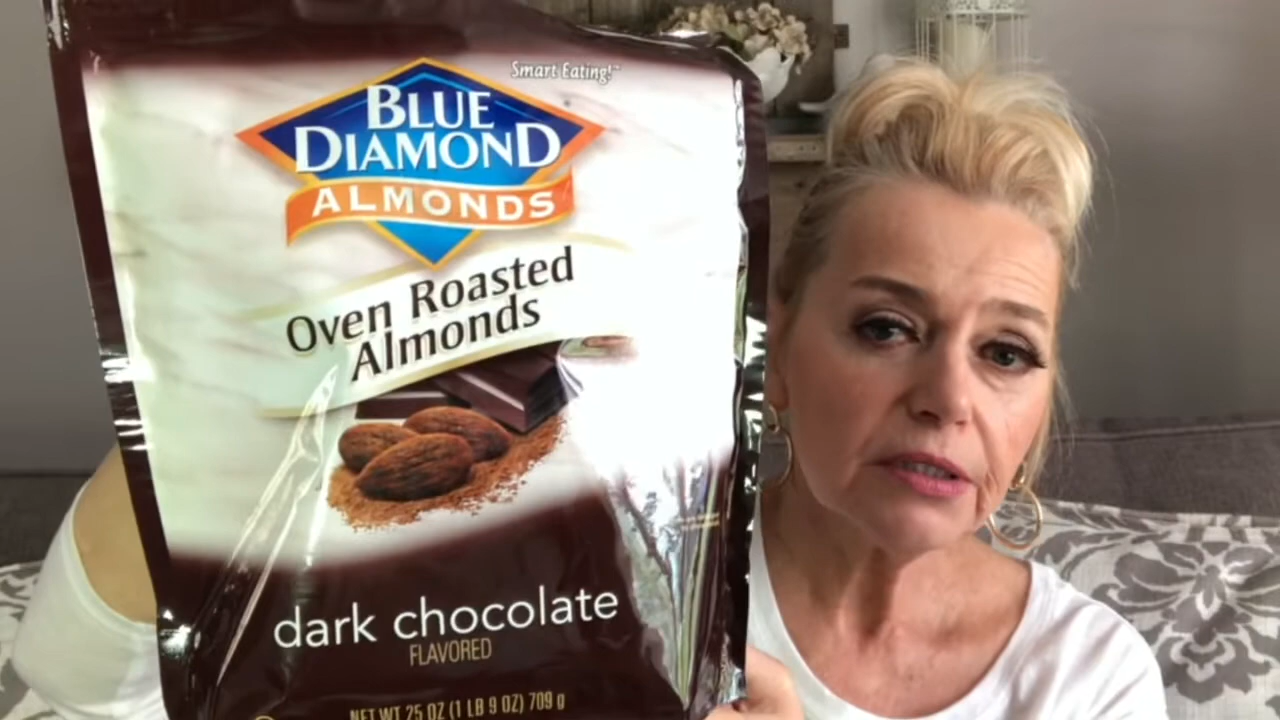 Smart Eating!™
BLUE
DIAMOND
ALMONDS
Oven Roasted
Almonds
dark chocolate
FLAVORED
NET WT 25 OZ (1 LB 9 OZ) 709 g